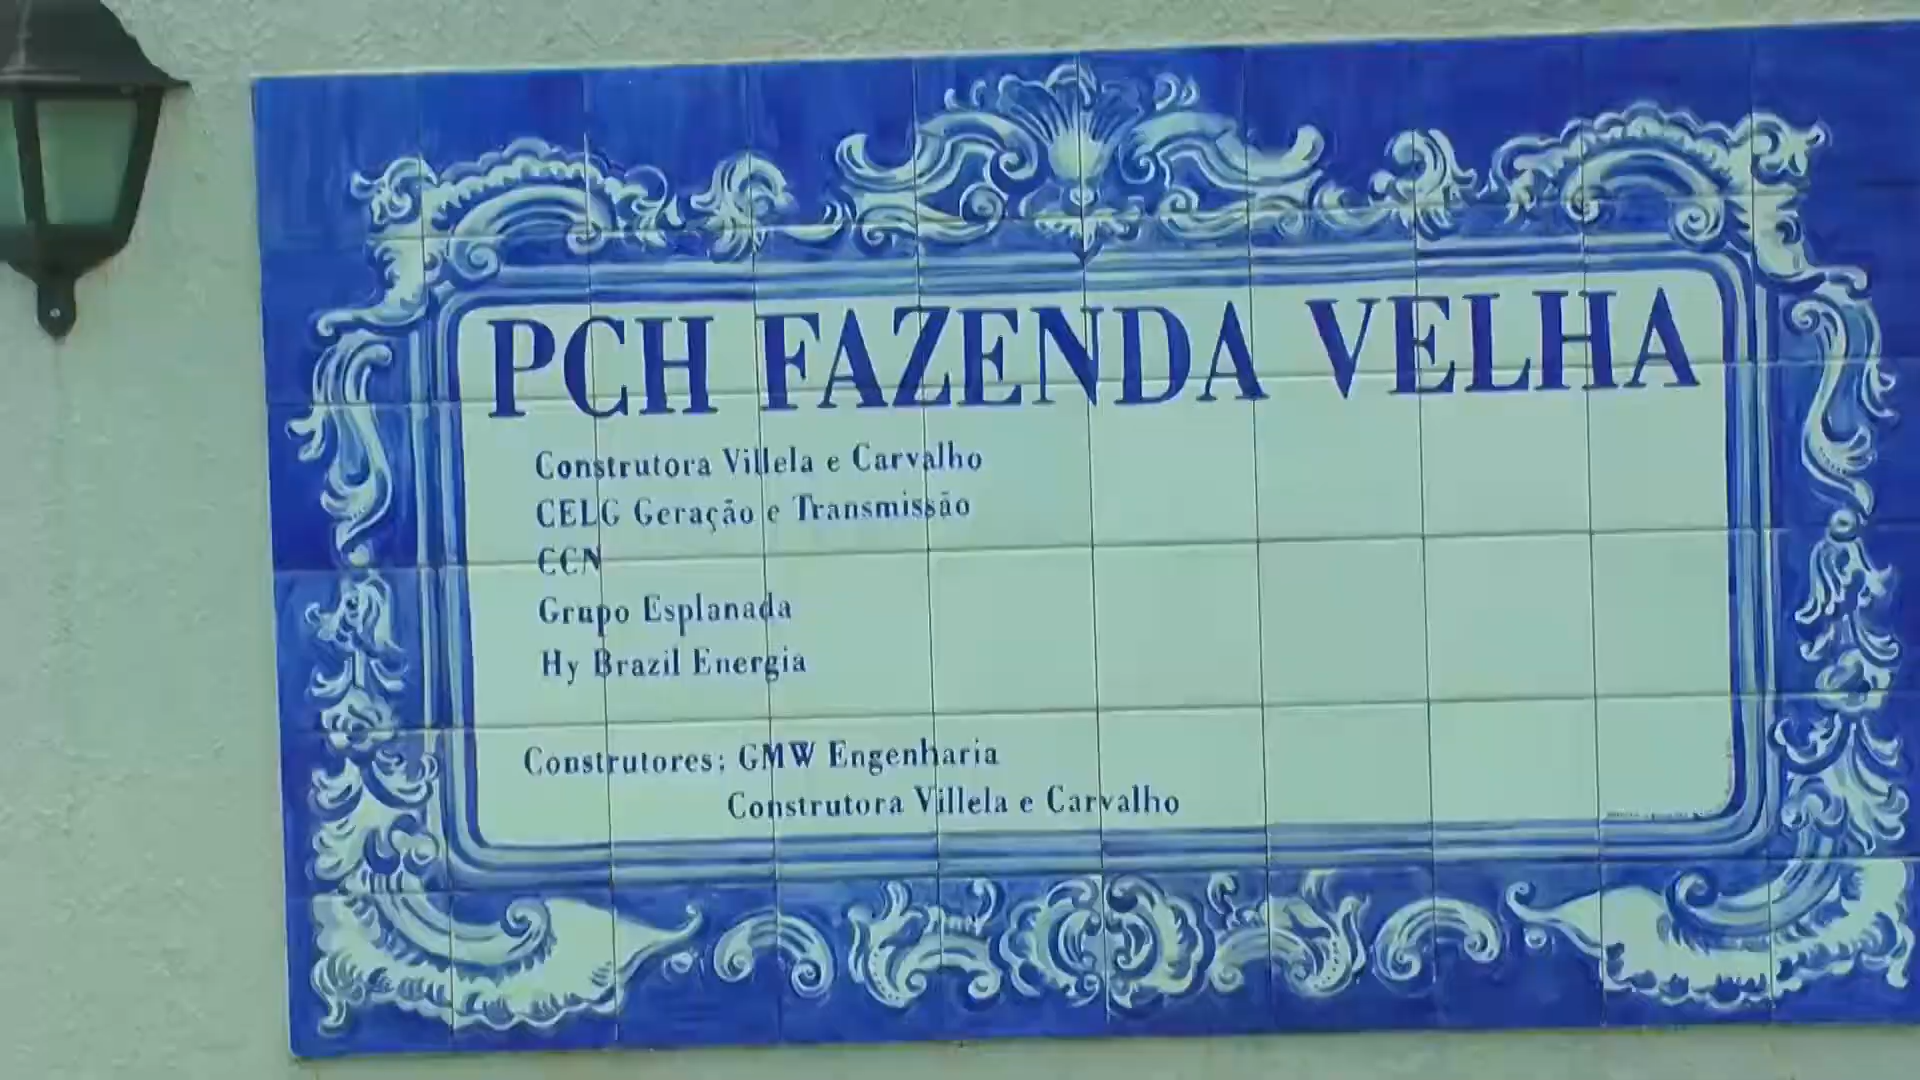 PCH FAZENDA VELHA
Construtora Villela e Carvalho
CELG Geração e Transmissão
CCN
Grupo Esplanada
Hy Brazil Energia
Construtores: GMW Engenharia
Construtora Villela e Carvalho